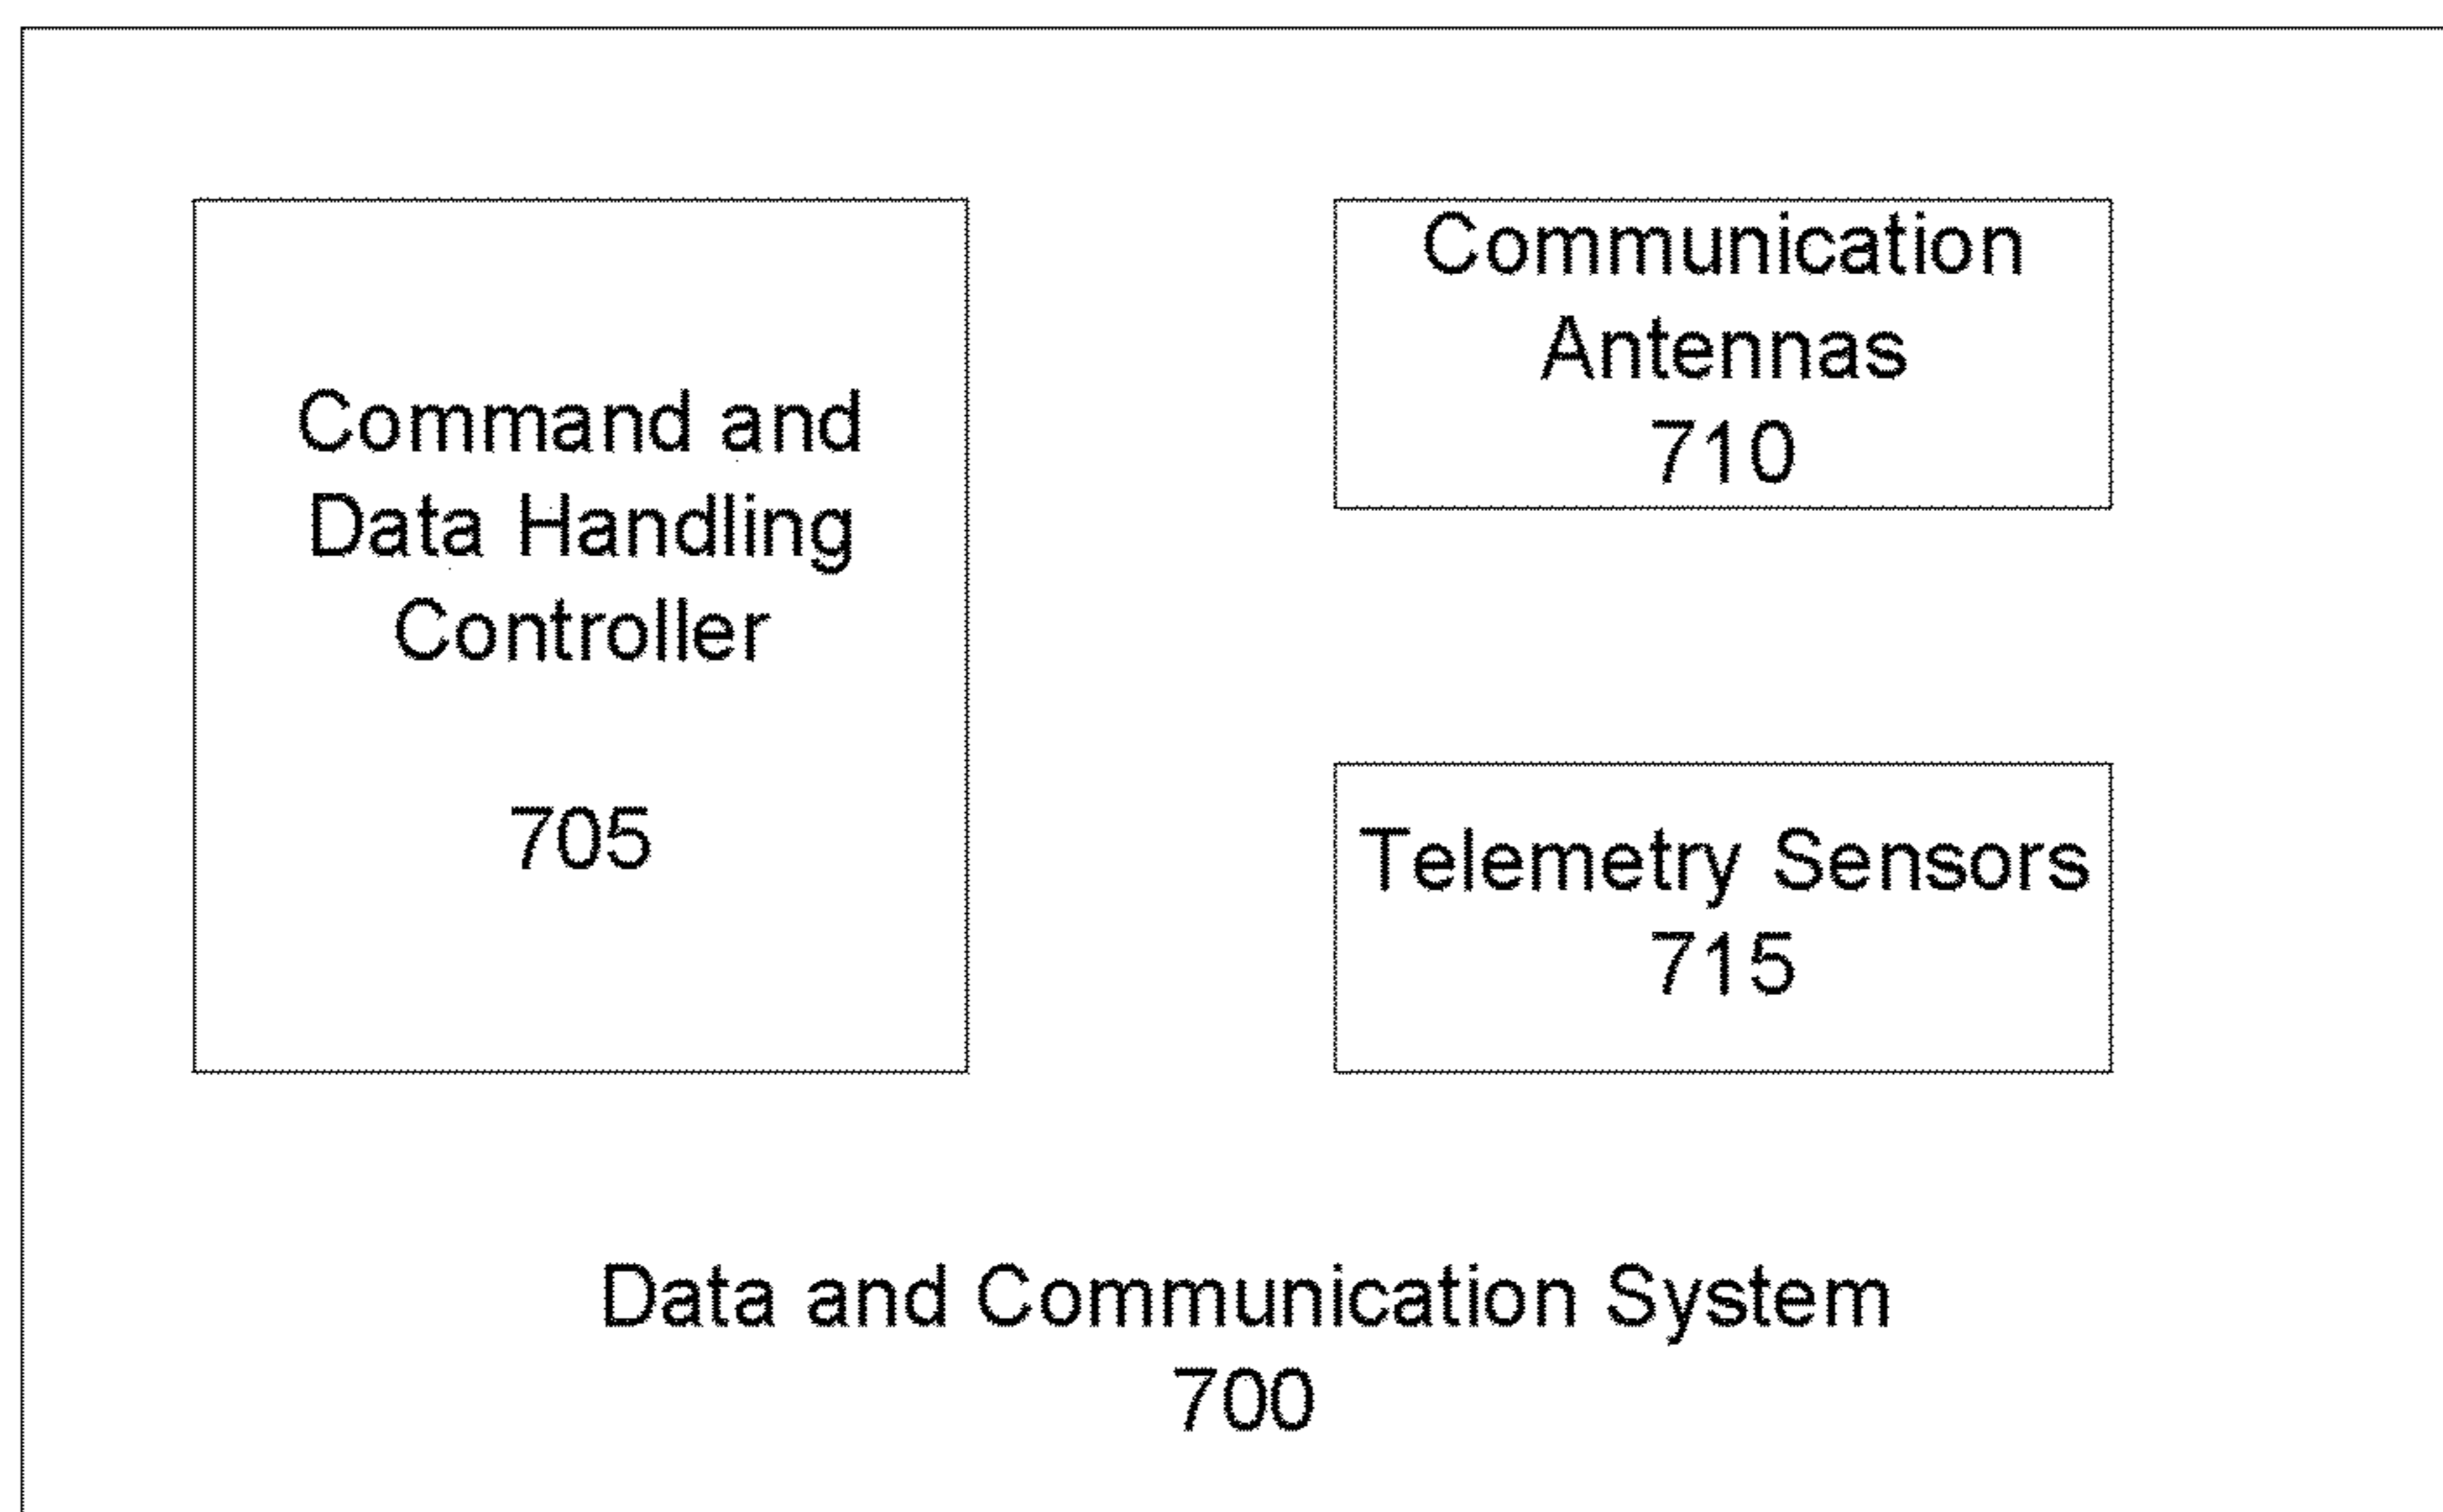 Command and
Data Handling
Controller
705
Communication
Antennas
710
Telemetry Sensors
715
Data and Communication System
700